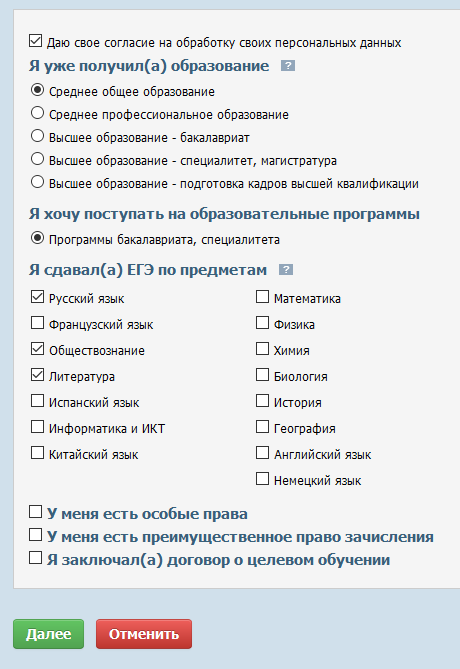 Даю свое согласие на обработку своих персональных данных
Я уже получил(а) образование ?
Среднее общее образование
Среднее профессиональное образование
Высшее образование - бакалавриат
Высшее образование - специалитет, магистратура
Высшее образование - подготовка кадров высшей квалификации
Я хочу поступать на образовательные программы
Программы бакалавриата, специалитета
Я сдавал(а) ЕГЭ по предметам ?
Русский язык
Французский язык
Обществознание
Литература
Испанский язык
Информатика и ИКТ
Китайский язык
Математика
Физика
Химия
Биология
История
География
Английский язык
Немецкий язык
У меня есть особые права
У меня есть преимущественное право зачисления
Я заключал(а) договор о целевом обучении
Далее
Отменить